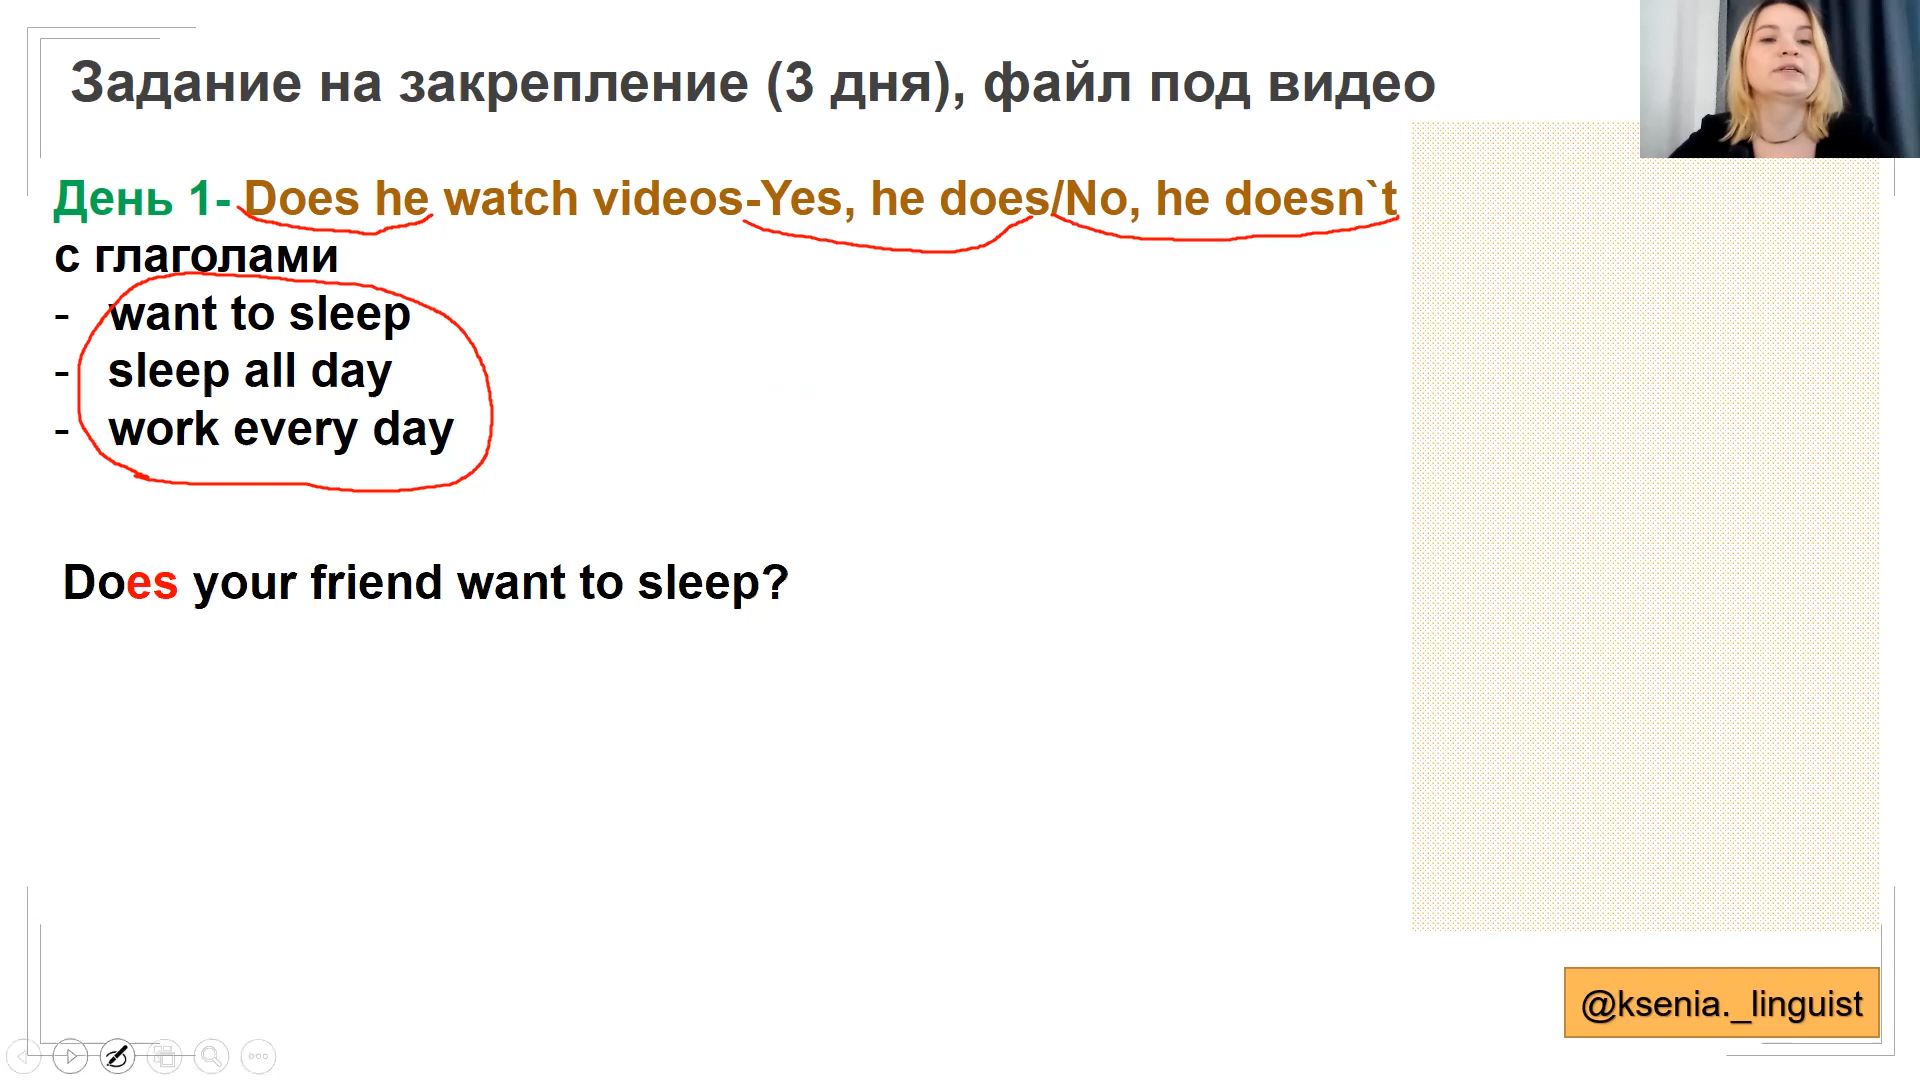 Задание на закрепление (3 дня), файл под видео
День 1- Does he watch videos-Yes, he does/No, he doesn`t
с глаголами
- want to sleep
- sleep all day
- work every day
Does your friend want to sleep?
@ksenia._linguist